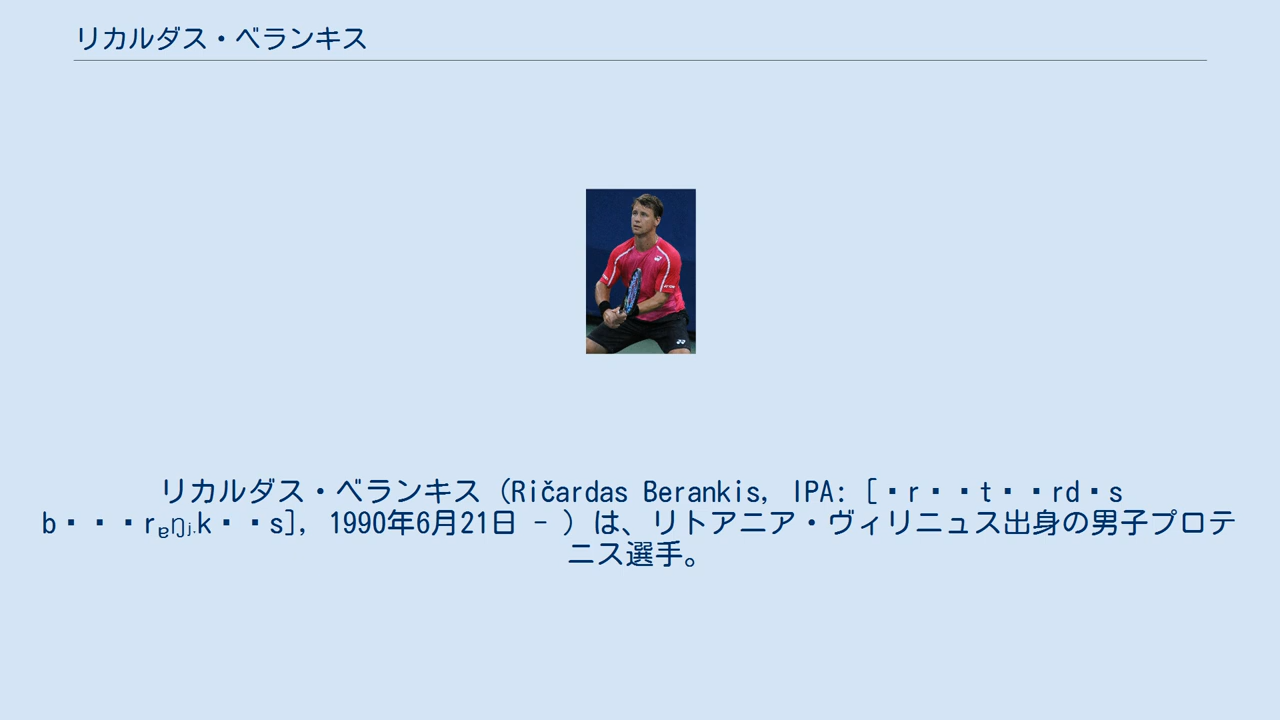 リカルダス・ベランキス
リカルダス・ベランキス（Ričardas Berankis, IPA: [▪r▪▪t▪▪rd▪s
b▪▪▪rɐŋj.k▪▪s], 1990年6月21日 - ）は、リトアニア・ヴィリニュス出身の男子プロテ
ニス選手。